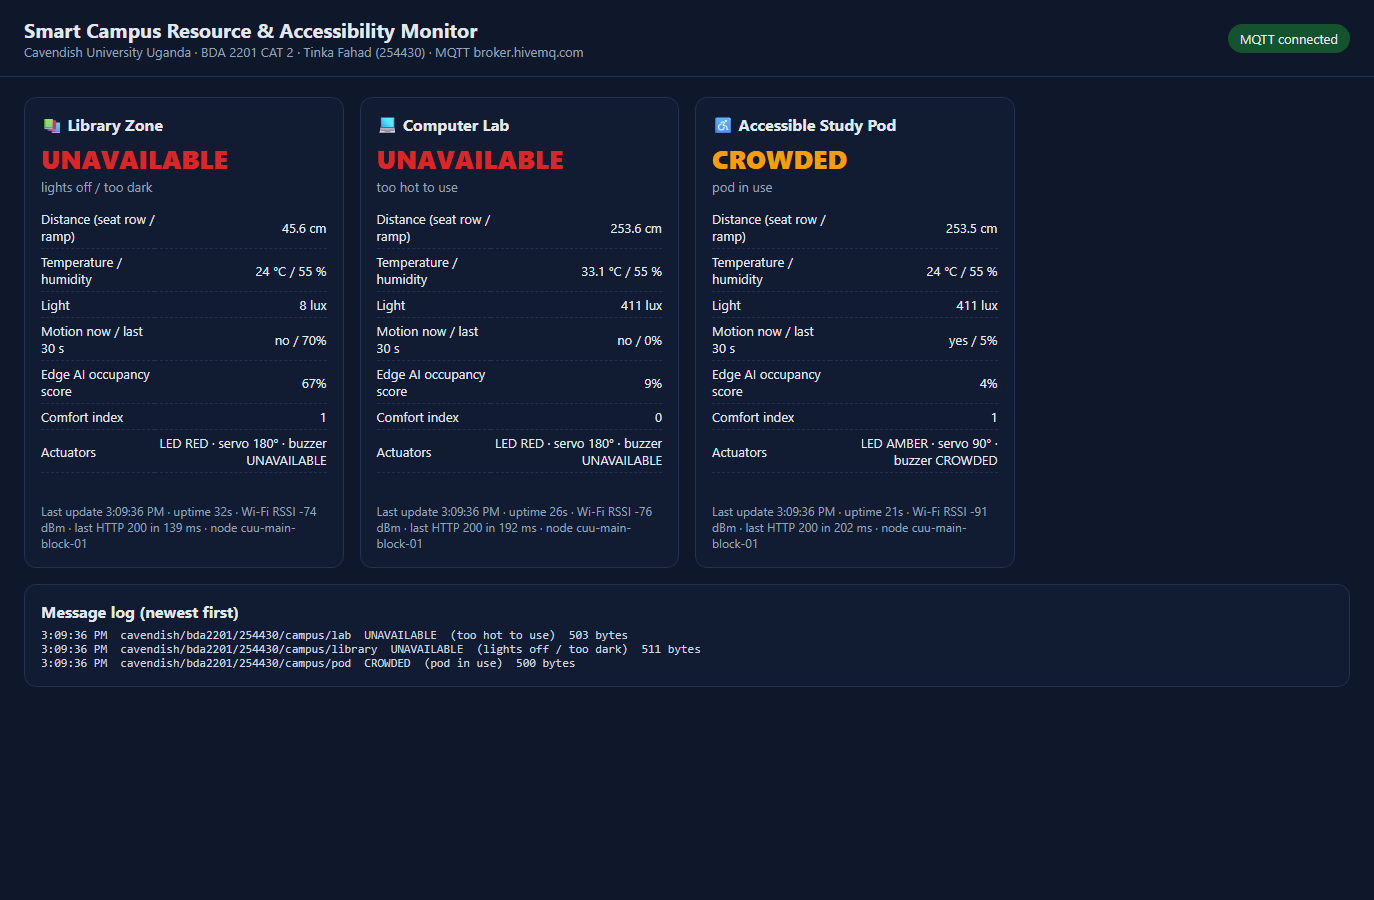 Smart Campus Resource & Accessibility Monitor
Cavendish University Uganda · BDA 2201 CAT 2 · Tinka Fahad (254430) · MQTT broker.hivemq.com
MQTT connected
Library Zone
UNAVAILABLE
lights off / too dark
Distance (seat row /
ramp)
45.6 cm
Temperature /
humidity
24 °C / 55 %
Light
8 lux
Motion now / last
30 s
no / 70%
Edge AI occupancy
score
67%
Comfort index
1
Actuators
LED RED · servo 180° · buzzer
UNAVAILABLE
Last update 3:09:36 PM · uptime 32s · Wi-Fi RSSI -74
dBm · last HTTP 200 in 139 ms · node cuu-main-
block-01
Computer Lab
UNAVAILABLE
too hot to use
Distance (seat row /
ramp)
253.6 cm
Temperature /
humidity
33.1 °C / 55 %
Light
411 lux
Motion now / last
30 s
no / 0%
Edge AI occupancy
score
9%
Comfort index
0
Actuators
LED RED · servo 180° · buzzer
UNAVAILABLE
Last update 3:09:36 PM · uptime 26s · Wi-Fi RSSI -76
dBm · last HTTP 200 in 192 ms · node cuu-main-
block-01
Accessible Study Pod
CROWDED
pod in use
Distance (seat row /
ramp)
253.5 cm
Temperature /
humidity
24 °C / 55 %
Light
411 lux
Motion now / last
30 s
yes / 5%
Edge AI occupancy
score
4%
Comfort index
1
Actuators
LED AMBER · servo 90° ·
buzzer CROWDED
Last update 3:09:36 PM · uptime 21s · Wi-Fi RSSI -91
dBm · last HTTP 200 in 202 ms · node cuu-main-
block-01
Message log (newest first)
3:09:36 PM  cavendish/bda2201/254430/campus/lab  UNAVAILABLE  (too hot to use)  503 bytes
3:09:36 PM  cavendish/bda2201/254430/campus/library  UNAVAILABLE  (lights off / too dark)  511 bytes
3:09:36 PM  cavendish/bda2201/254430/campus/pod  CROWDED  (pod in use)  500 bytes